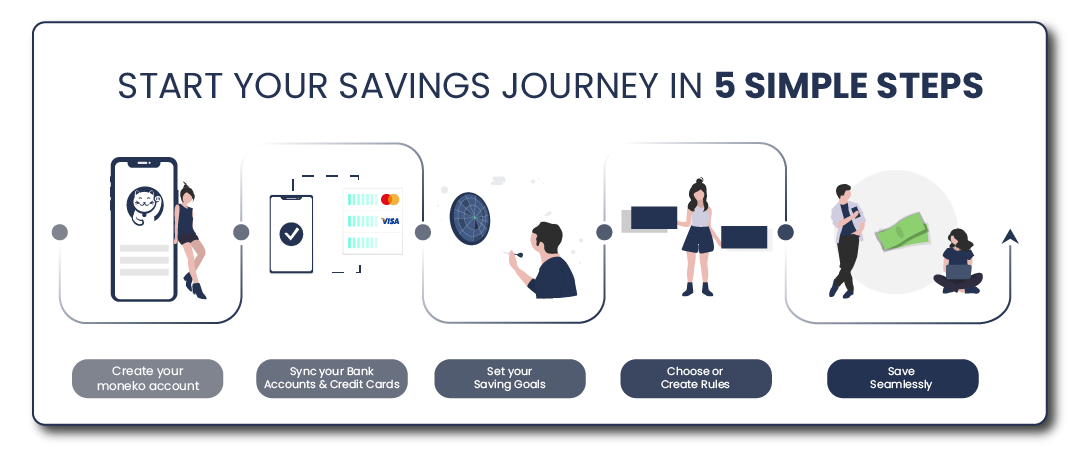 START YOUR SAVINGS JOURNEY IN 5 SIMPLE STEPS
VISA
Create your
moneko account
Sync your Bank
Accounts & Credit Cards
Set your
Saving Goals
Choose or
Create Rules
Save
Seamlessly